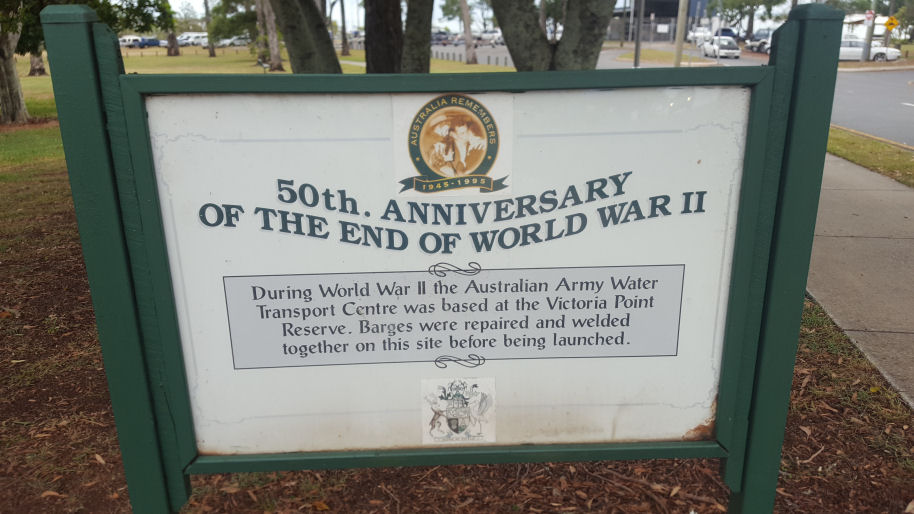 AUSTRALIA REMEMBERS
1945-1995
50th. ANNIVERSARY
OF THE END OF WORLD WAR II
During World War II the Australian Army Water
Transport Centre was based at the Victoria Point
Reserve. Barges were repaired and welded
together on this site before being launched.